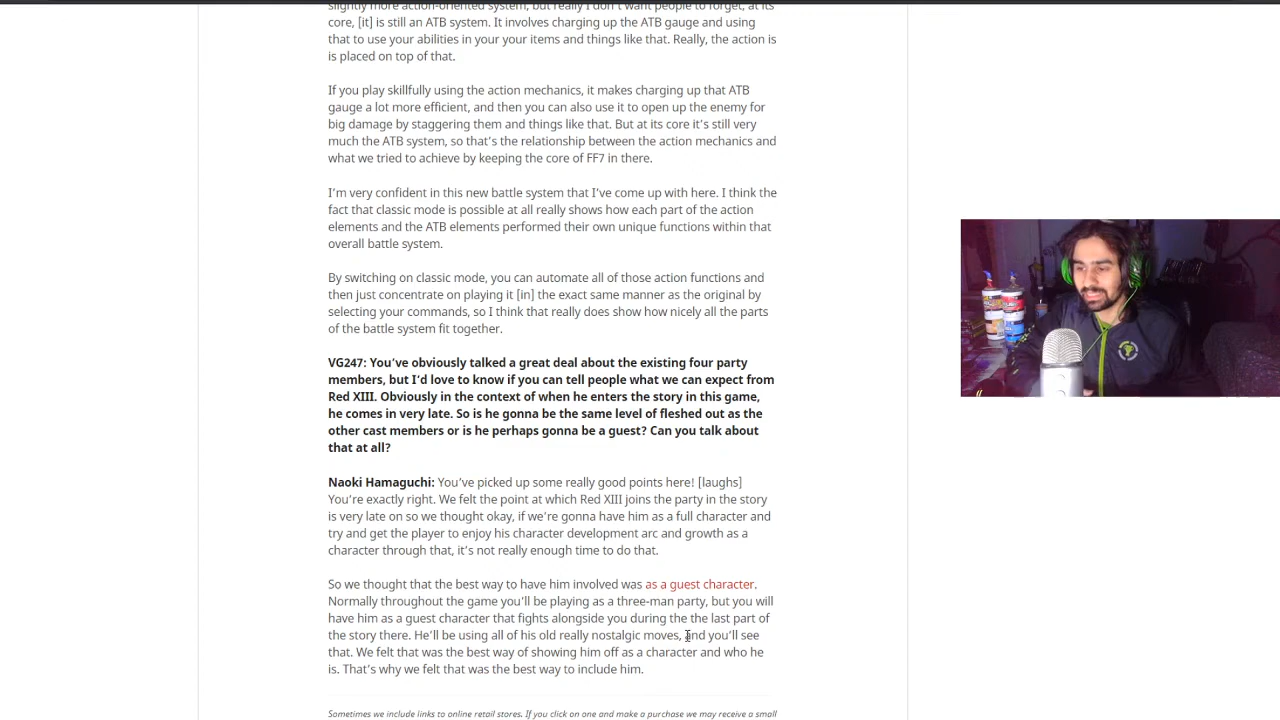 slightly more action-oriented system, but really I don't want people to forget, at its
core, [it] is still an ATB system. It involves charging up the ATB gauge and using
that to use your abilities in your your items and things like that. Really, the action is
is placed on top of that.
If you play skillfully using the action mechanics, it makes charging up that ATB
gauge a lot more efficient, and then you can also use it to open up the enemy for
big damage by staggering them and things like that. But at its core it's still very
much the ATB system, so that's the relationship between the action mechanics and
what we tried to achieve by keeping the core of FF7 in there.
I'm very confident in this new battle system that I've come up with here. I think the
fact that classic mode is possible at all really shows how each part of the action
elements and the ATB elements performed their own unique functions within that
overall battle system.
By switching on classic mode, you can automate all of those action functions and
then just concentrate on playing it [in] the exact same manner as the original by
selecting your commands, so I think that really does show how nicely all the parts
of the battle system fit together.
VG247: You've obviously talked a great deal about the existing four party
members, but I'd love to know if you can tell people what we can expect from
Red XIII. Obviously in the context of when he enters the story in this game,
he comes in very late. So is he gonna be the same level of fleshed out as the
other cast members or is he perhaps gonna be a guest? Can you talk about
that at all?
Naoki Hamaguchi: You've picked up some really good points here! [laughs]
You're exactly right. We felt the point at which Red XIII joins the party in the story
is very late on so we thought okay, if we're gonna have him as a full character and
try and get the player to enjoy his character development arc and growth as a
character through that, it's not really enough time to do that.
So we thought that the best way to have him involved was as a guest character.
Normally throughout the game you'll be playing as a three-man party, but you will
have him as a guest character that fights alongside you during the the last part of
the story there. He'll be using all of his old really nostalgic moves, and you'll see
that. We felt that was the best way of showing him off as a character and who he
is. That's why we felt that was the best way to include him.
Sometimes we include links to online retail stores. If you click on one and make a purchase we may receive a small